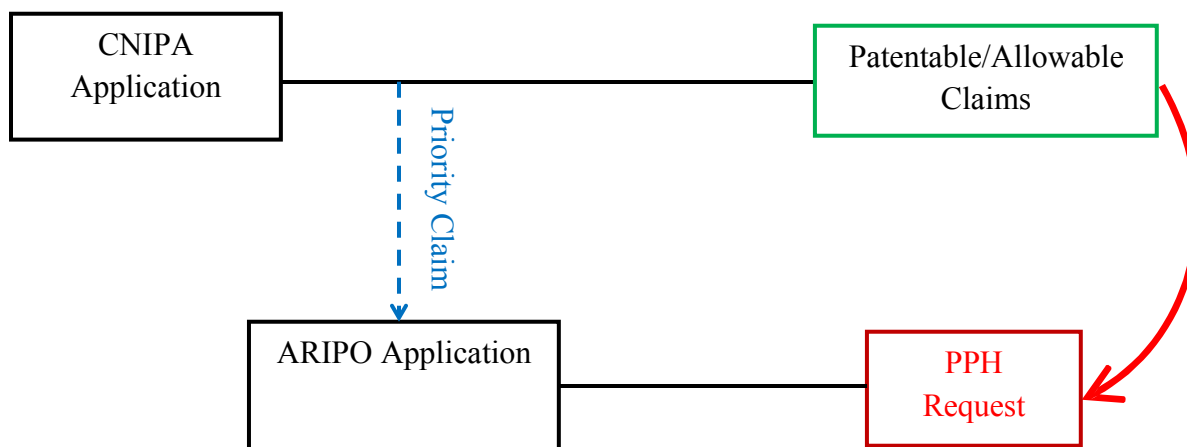 CNIPA
Application
Patentable/Allowable
Claims
Priority Claim
ARIPO Application
PPH
Request